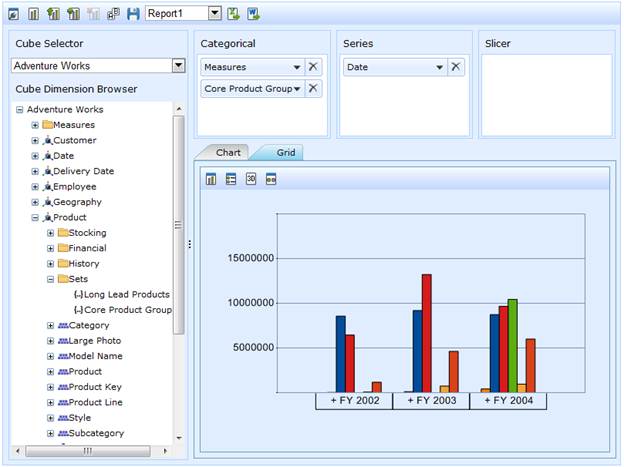 Report1
Cube Selector
Adventure Works
Cube Dimension Browser
Adventure Works
Measures
Customer
Date
Delivery Date
Employee
Geography
Product
Stocking
Financial
History
Sets
{..}Long Lead Products
{..}Core Product Group
Category
Large Photo
Model Name
Product
Product Key
Product Line
Style
Subcategory
Categorical
Measures
Core Product Group
Series
Date
Slicer
Chart
Grid
3D
15000000
10000000
5000000
+ FY 2002
+ FY 2003
+ FY 2004